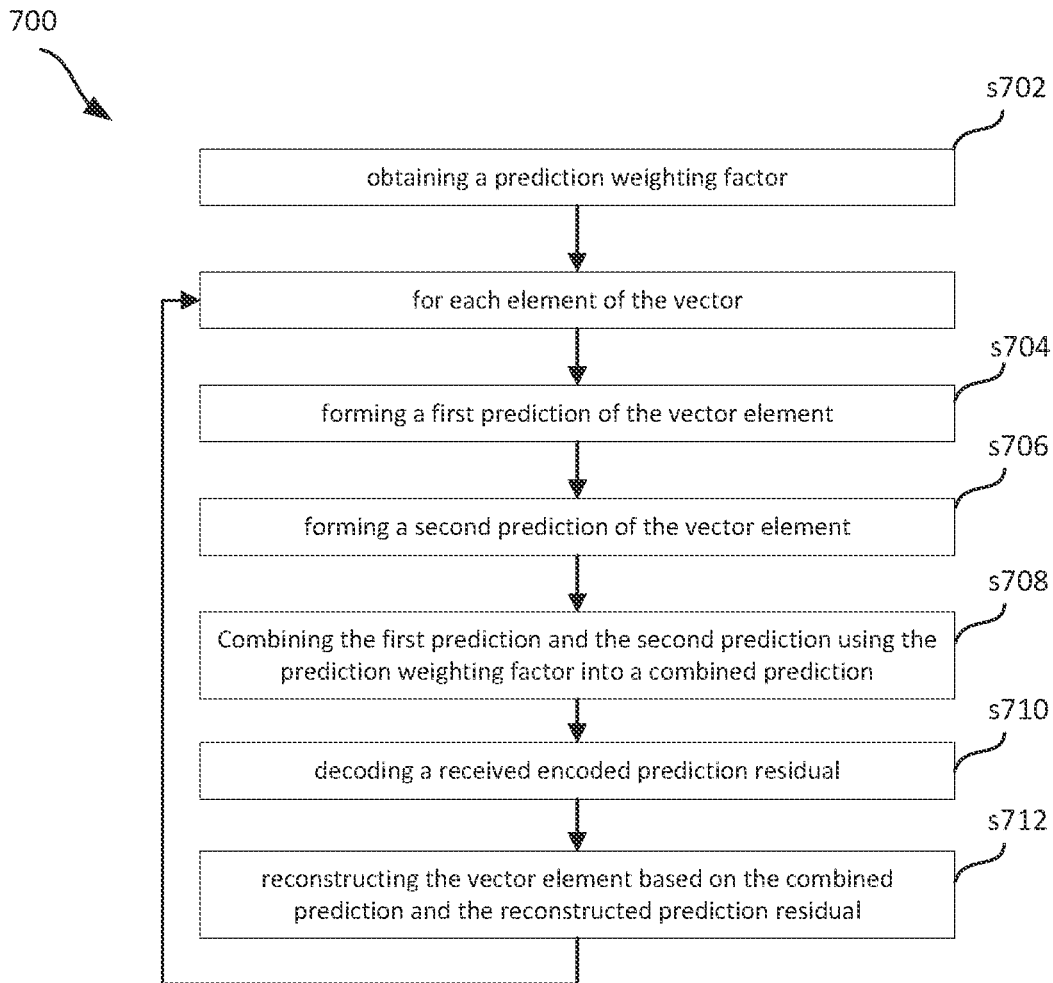 700
s702
obtaining a prediction weighting factor
for each element of the vector
s704
forming a first prediction of the vector element
s706
forming a second prediction of the vector element
s708
Combining the first prediction and the second prediction using the
prediction weighting factor into a combined prediction
s710
decoding a received encoded prediction residual
s712
reconstructing the vector element based on the combined
prediction and the reconstructed prediction residual